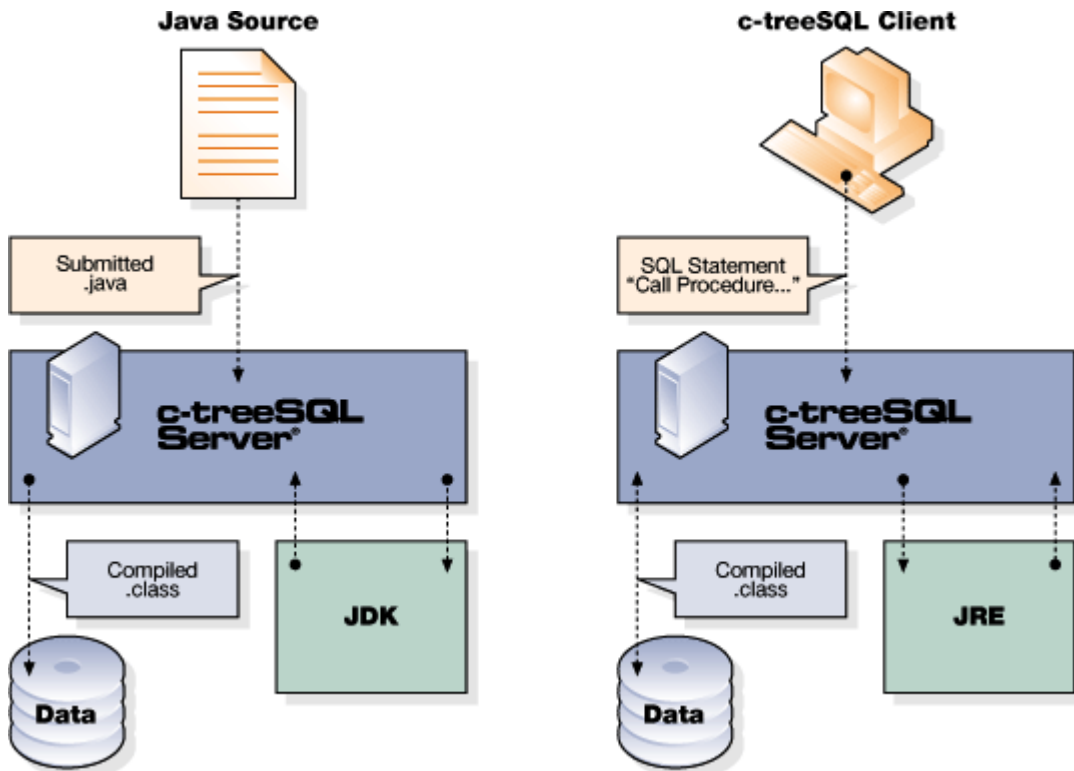 Java Source
Submitted
.java
c-treeSQL
Server®
Compiled
.class
JDK
Data
c-treeSQL Client
SQL Statement
“Call Procedure...”
c-treeSQL
Server®
Compiled
.class
JRE
Data